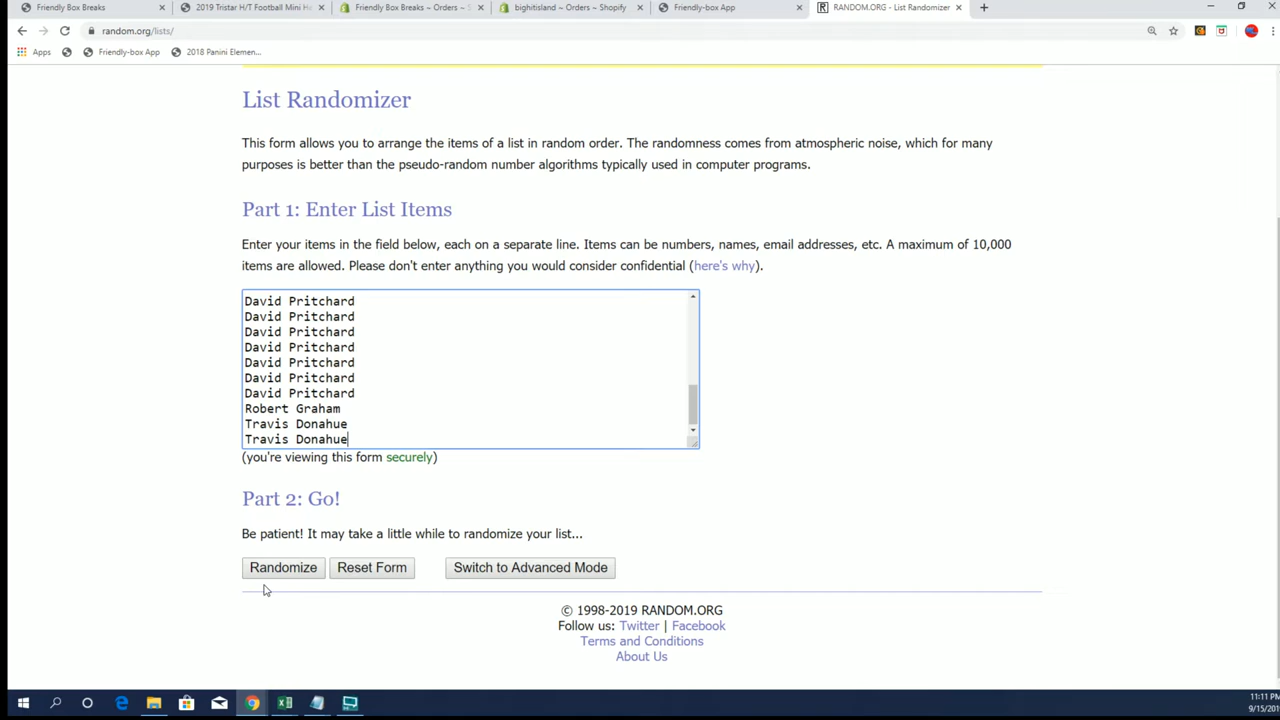 Friendly Box Breaks
2019 Tristar H/T Football Mini He
Friendly Box Breaks ~ Orders ~ S
bighitisland ~ Orders ~ Shopify
Friendly-box App
RANDOM.ORG - List Randomizer
random.org/lists/
Apps
Friendly-box App
2018 Panini Elemen...
List Randomizer
This form allows you to arrange the items of a list in random order. The randomness comes from atmospheric noise, which for many
purposes is better than the pseudo-random number algorithms typically used in computer programs.
Part 1: Enter List Items
Enter your items in the field below, each on a separate line. Items can be numbers, names, email addresses, etc. A maximum of 10,000
items are allowed. Please don't enter anything you would consider confidential (here's why).
David Pritchard
David Pritchard
David Pritchard
David Pritchard
David Pritchard
David Pritchard
David Pritchard
Robert Graham
Travis Donahue
Travis Donahue
(you're viewing this form securely)
Part 2: Go!
Be patient! It may take a little while to randomize your list...
Randomize
Reset Form
Switch to Advanced Mode
© 1998-2019 RANDOM.ORG
Follow us: Twitter | Facebook
Terms and Conditions
About Us
11:11 PM
9/15/2019